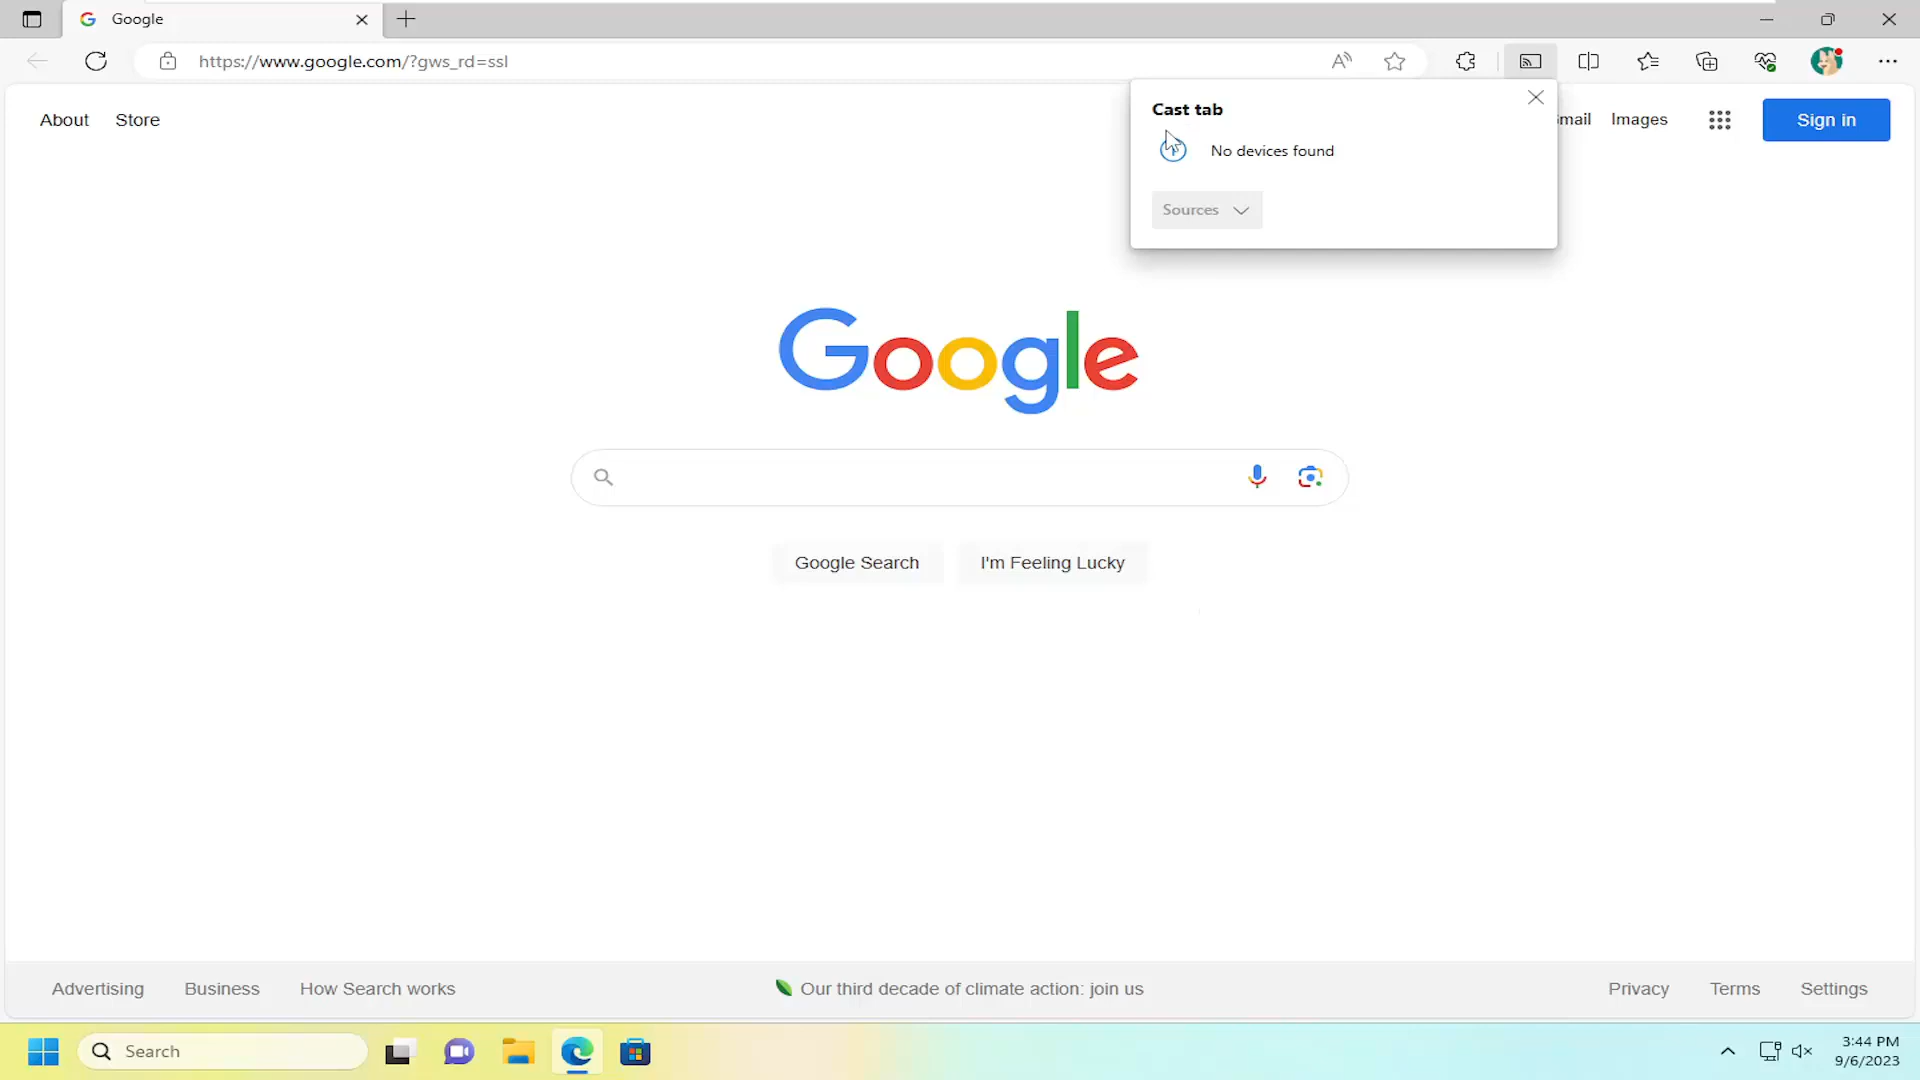 Google
https://www.google.com/?gws_rd=ssl
About
Store
Cast tab
No devices found
Sources
mail
Images
Sign in
Google
Google Search
I'm Feeling Lucky
Advertising
Business
How Search works
Our third decade of climate action: join us
Privacy
Terms
Settings
Search
3:44 PM
9/6/2023